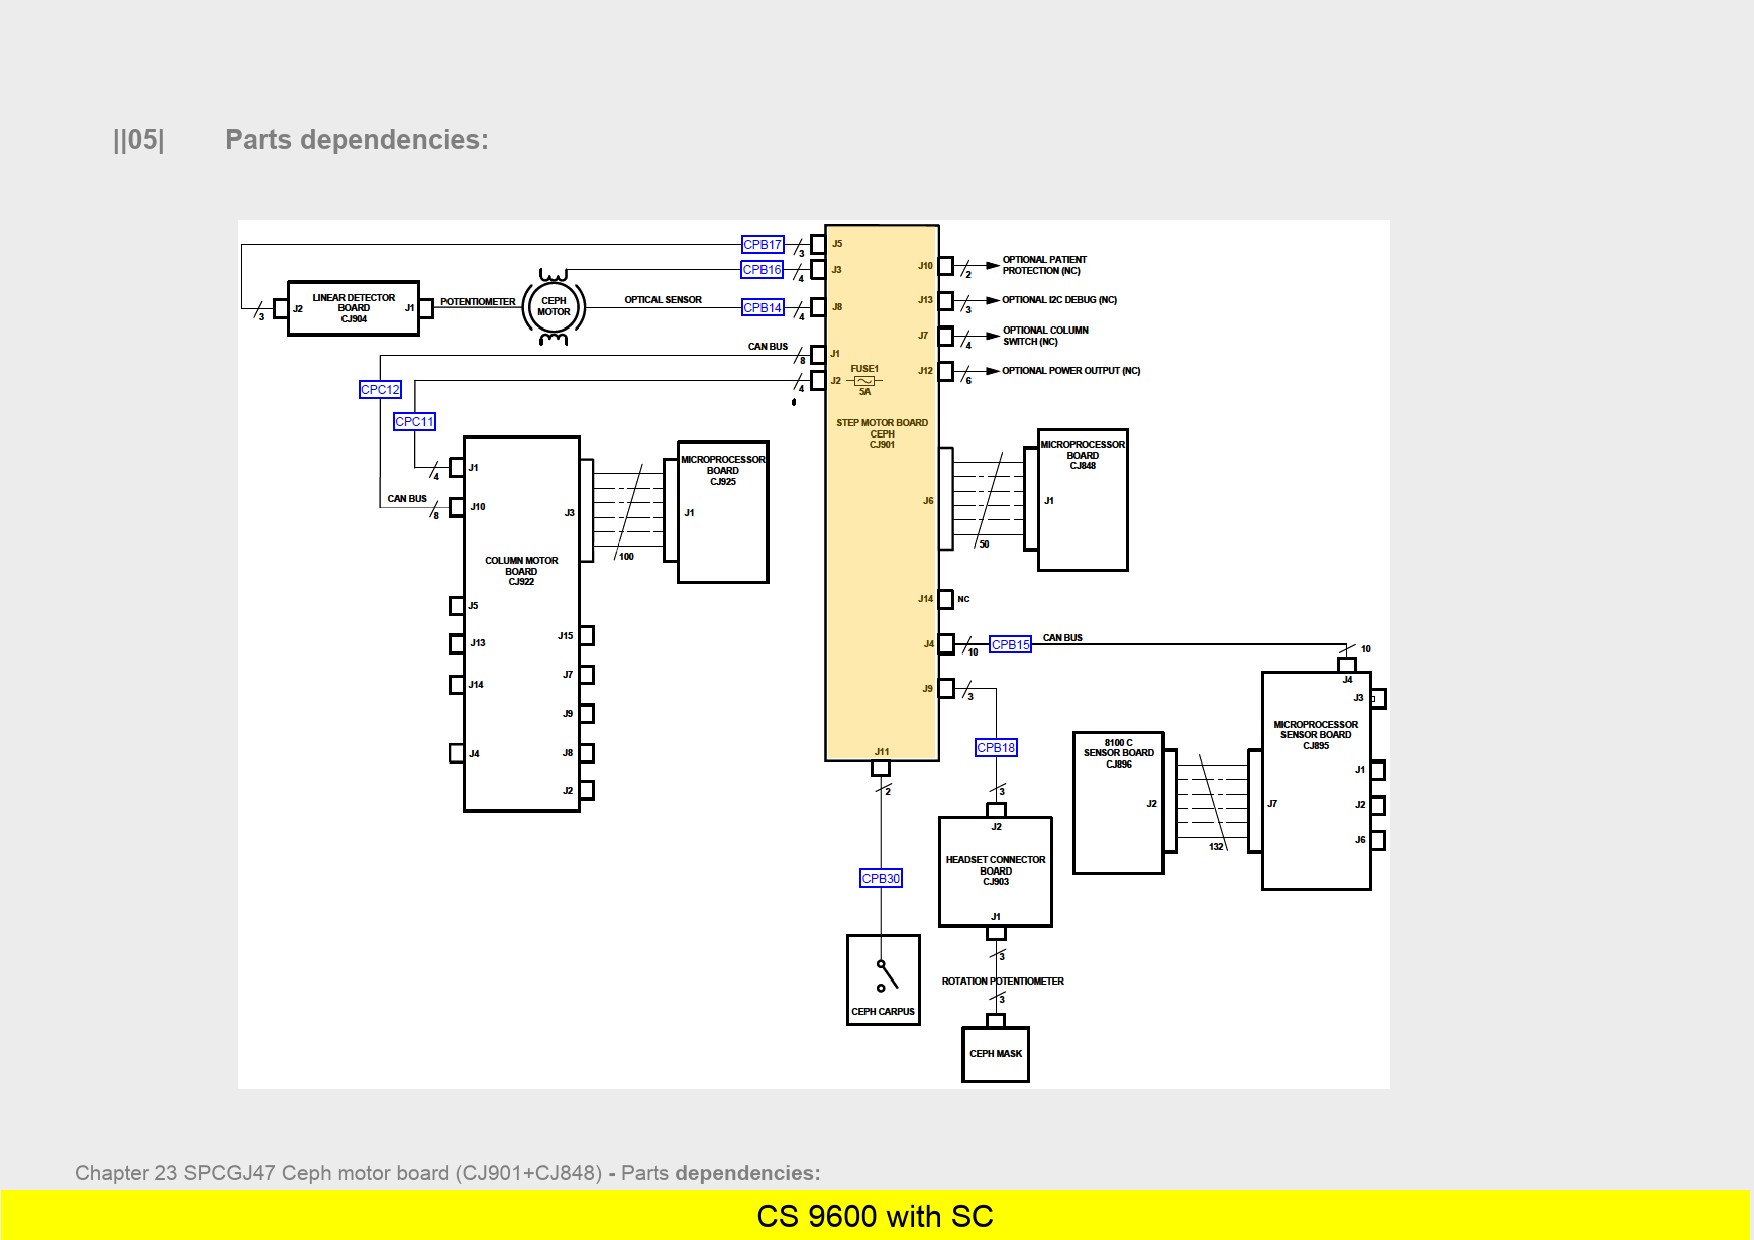 ||05| Parts dependencies:
CPB17
3
J5
CPB16
4
J3
J10
2
OPTIONAL PATIENT
PROTECTION (NC)
LINEAR DETECTOR
BOARD
CJ904
J2
J1
3
POTENTIOMETER
CEPH
MOTOR
OPTICAL SENSOR
CPB14
4
J8
J13
3
OPTIONAL I2C DEBUG (NC)
J7
4
OPTIONAL COLUMN
SWITCH (NC)
CAN BUS
8
J1
FUSE1
5A
J12
6
OPTIONAL POWER OUTPUT (NC)
CPC12
4
J2
CPC11
STEP MOTOR BOARD
CEPH
CJ901
MICROPROCESSOR
BOARD
CJ848
J1
J6
50
4
J1
CAN BUS
8
J10
J3
100
MICROPROCESSOR
BOARD
CJ925
J1
COLUMN MOTOR
BOARD
CJ922
J5
J13
J14
J4
J15
J7
J9
J8
J2
J14
NC
J4
10
CPB15
CAN BUS
10
J9
3
J4
J3
MICROPROCESSOR
SENSOR BOARD
CJ895
J1
J2
J6
J7
8100 C
SENSOR BOARD
CJ896
J2
132
CPB18
3
J11
2
J2
HEADSET CONNECTOR
BOARD
CJ903
J1
3
CPB30
ROTATION POTENTIOMETER
3
CEPH CARPUS
CEPH MASK
Chapter 23 SPCGJ47 Ceph motor board (CJ901+CJ848) - Parts dependencies:
CS 9600 with SC